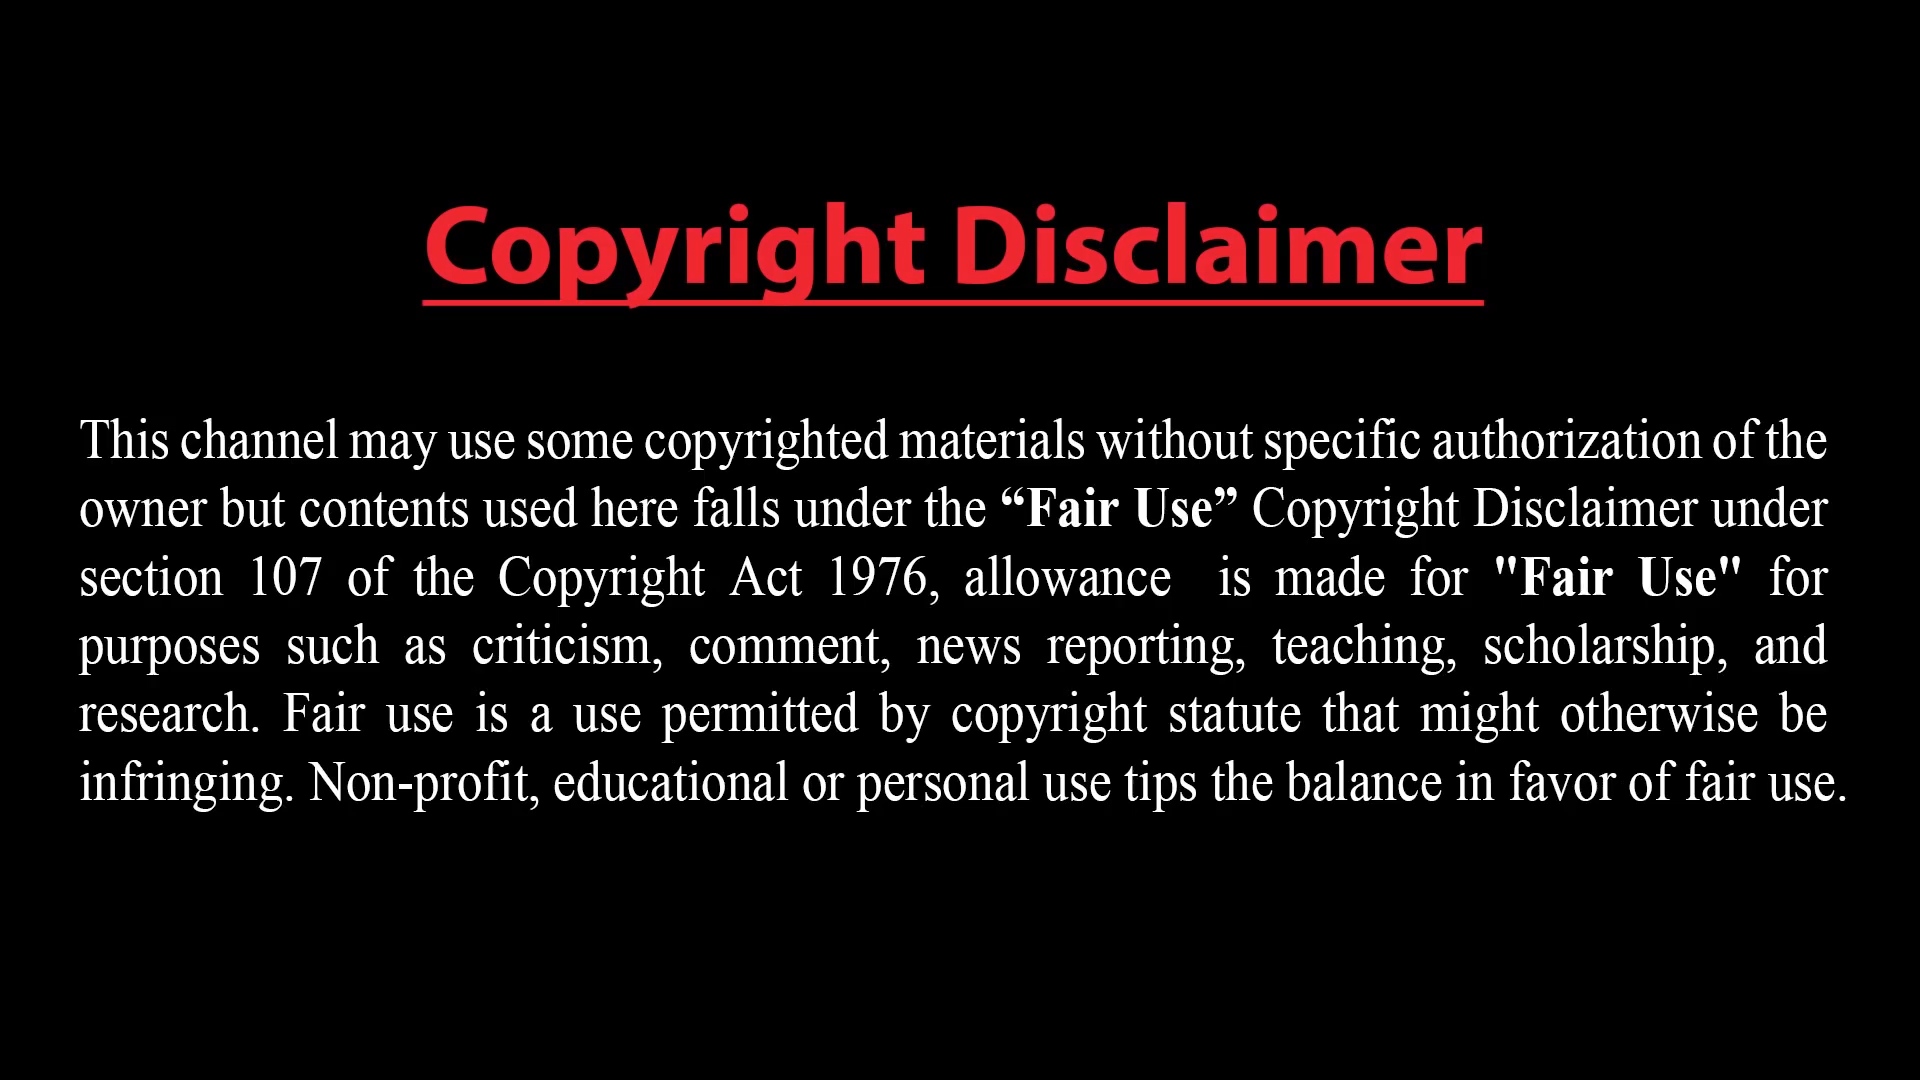 Copyright Disclaimer
This channel may use some copyrighted materials without specific authorization of the
owner but contents used here falls under the “Fair Use” Copyright Disclaimer under
section 107 of the Copyright Act 1976, allowance  is made for "Fair Use" for
purposes such as criticism, comment, news reporting, teaching, scholarship, and
research. Fair use is a use permitted by copyright statute that might otherwise be
infringing. Non-profit, educational or personal use tips the balance in favor of fair use.